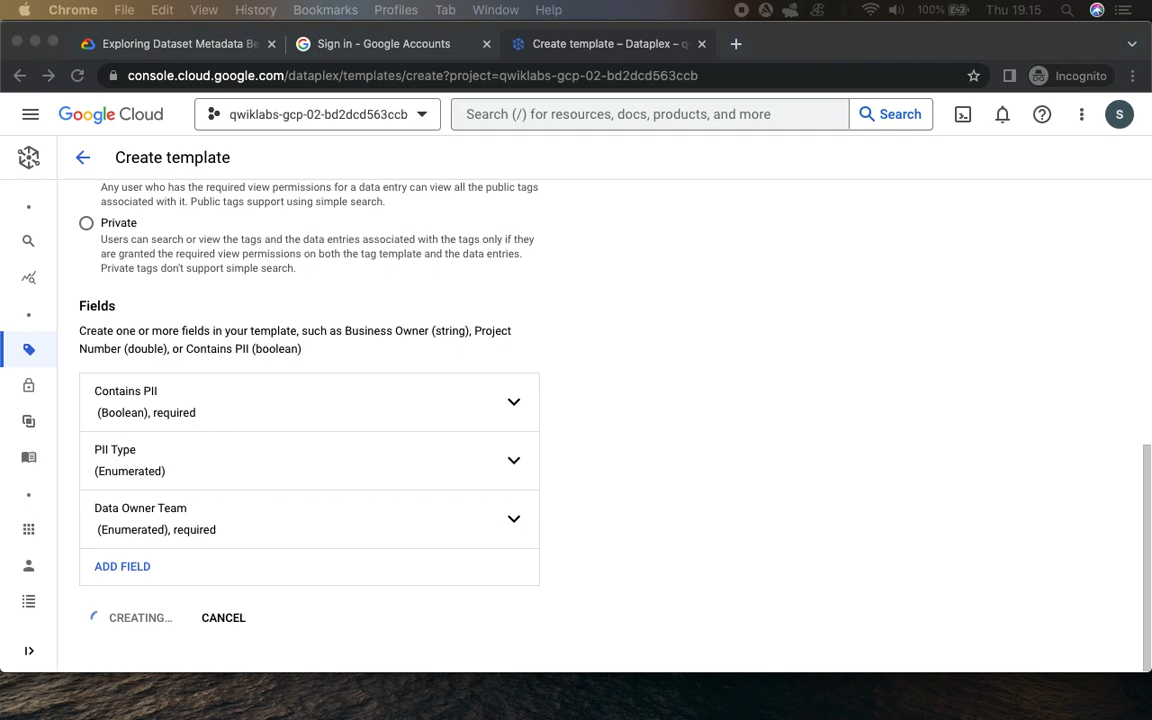 Chrome File Edit View History Bookmarks Profiles Tab Window Help 100% Thu 19.15
Exploring Dataset Metadata Be
Sign in - Google Accounts
Create template – Dataplex – q
console.cloud.google.com/dataplex/templates/create?project=qwiklabs-gcp-02-bd2dcd563ccb
Incognito
Google Cloud
qwiklabs-gcp-02-bd2dcd563ccb
Search (/) for resources, docs, products, and more
Search
S
Create template
Any user who has the required view permissions for a data entry can view all the public tags
associated with it. Public tags support using simple search.
Private
Users can search or view the tags and the data entries associated with the tags only if they
are granted the required view permissions on both the tag template and the data entries.
Private tags don't support simple search.
Fields
Create one or more fields in your template, such as Business Owner (string), Project
Number (double), or Contains PII (boolean)
Contains PII
(Boolean), required
PII Type
(Enumerated)
Data Owner Team
(Enumerated), required
ADD FIELD
CREATING... CANCEL